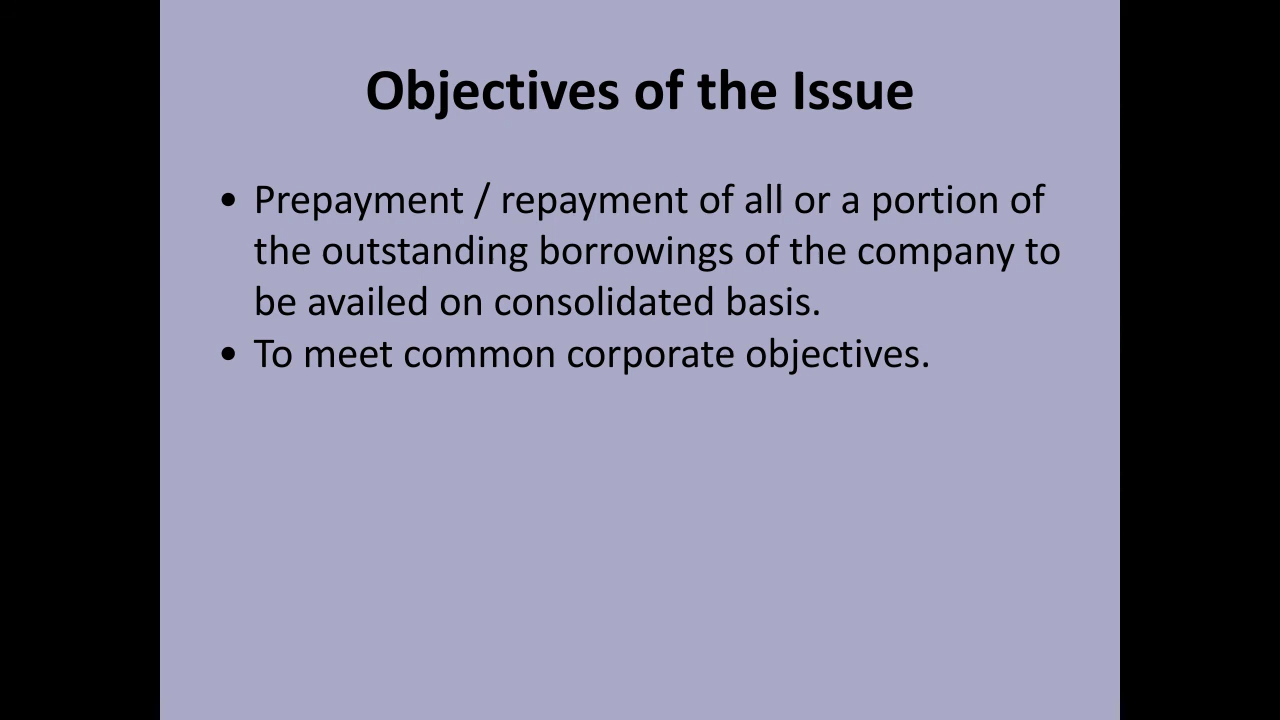 Objectives of the Issue
• Prepayment / repayment of all or a portion of
the outstanding borrowings of the company to
be availed on consolidated basis.
• To meet common corporate objectives.